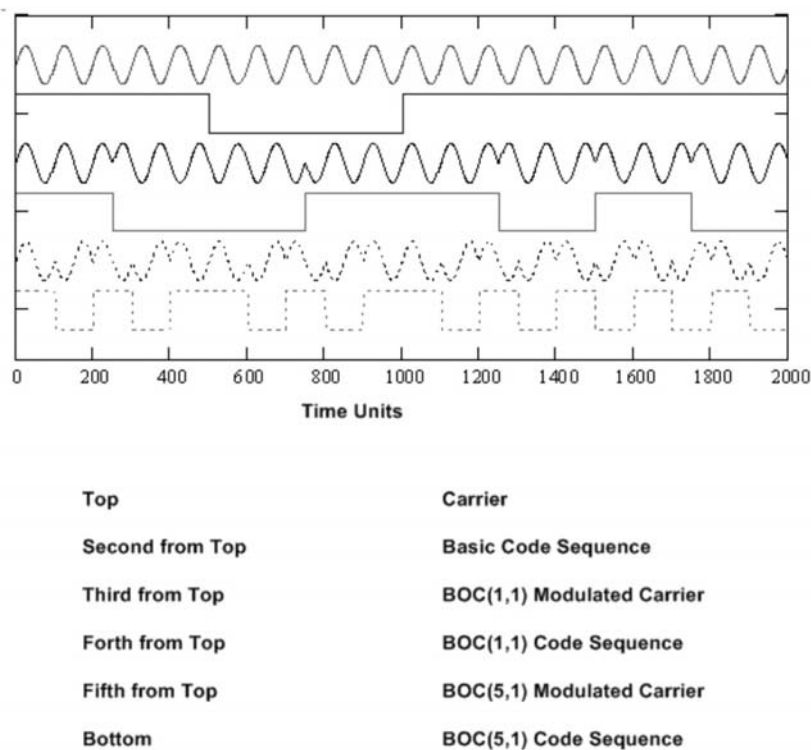 0 200 400 600 800 1000 1200 1400 1600 1800 2000
Time Units
Top Carrier
Second from Top Basic Code Sequence
Third from Top BOC(1,1) Modulated Carrier
Forth from Top BOC(1,1) Code Sequence
Fifth from Top BOC(5,1) Modulated Carrier
Bottom BOC(5,1) Code Sequence